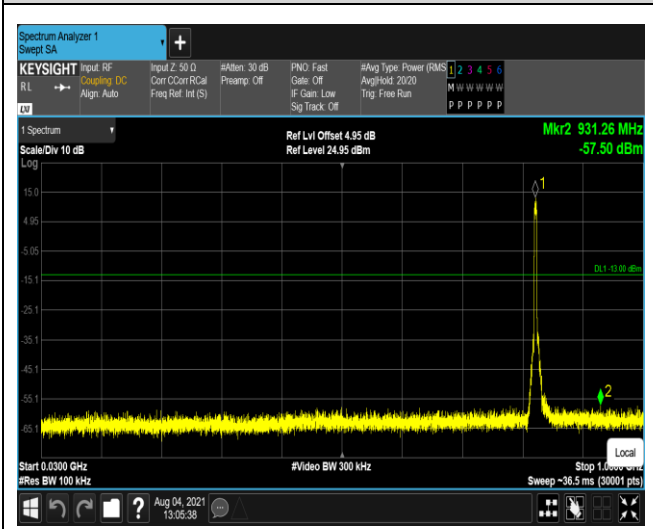 Spectrum Analyzer 1
Swept SA
+
KEYSIGHT Input: RF
RL Coupling: DC
Align: Auto
Input Z: 50 Ω
Corr CCorr RCal
Freq Ref: Int (S)
#Atten: 30 dB
Preamp: Off
PNO: Fast
Gate: Off
IF Gain: Low
Sig Track: Off
#Avg Type: Power (RMS
Avg|Hold: 20/20
Trig: Free Run
1 2 3 4 5 6
M W W W W W
P P P P P P
LXI
1 Spectrum
Scale/Div 10 dB
Log
Ref Lvl Offset 4.95 dB
Ref Level 24.95 dBm
Mkr2 931.26 MHz
-57.50 dBm
1
15.0
4.95
-5.05
DL1 -13.00 dBm
-15.1
-25.1
-35.1
-45.1
2
-55.1
-65.1
Local
Start 0.0300 GHz
#Res BW 100 kHz
#Video BW 300 kHz
Stop 1.0000 GHz
Sweep ~36.5 ms (30001 pts)
?
Aug 04, 2021
13:05:38